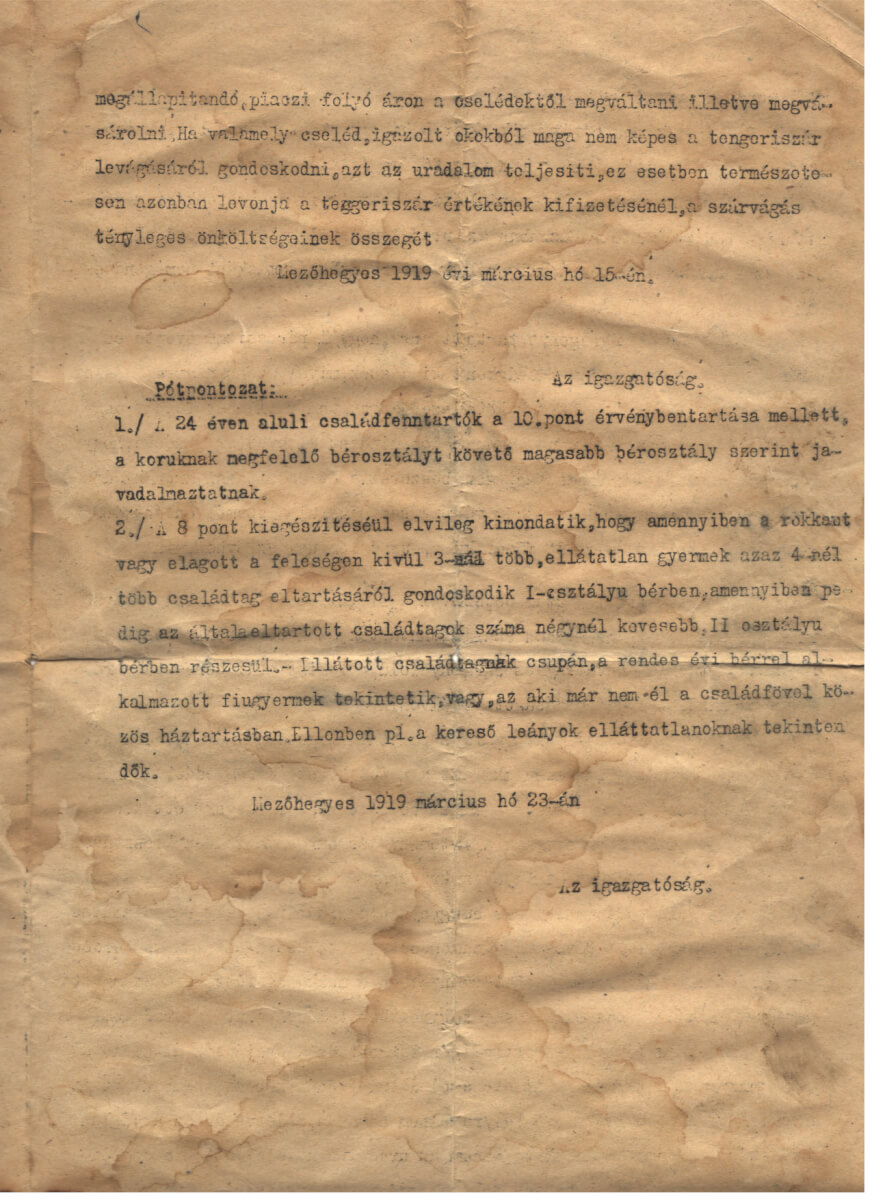 megállapitandó,piaczi folyó áron a cselédektől megváltani illetve megvá-
sárolni.Ha valamely cseléd,igazolt okokból maga nem képes a tengeriszár
levágásáról gondoskodni,azt az uradalom teljesiti,ez esetben természete-
sen azonban levonja a teggeriszár értékének kifizetésénél,a szárvágás
tényleges önköltségeinek összegét
Mezőhegyes 1919 évi március hó 15-én.
Az igazgatóság.
Pótpontozat:
1./ A 24 éven aluli családfenntartók a 10.pont érvénybentartása mellett,
a koruknak megfelelő bérosztályt követő magasabb bérosztály szerint ja-
vadalmaztatnak.
2./ A 8 pont kiegészitéséül elvileg kimondatik,hogy amennyiben a rokkant
vagy elagott a feleségen kivül 3-nál több,ellátatlan gyermek azaz 4-nél
több családtag eltartásáról gondoskodik I-osztályu bérben,amennyiben pe-
dig az általaeltartott családtagok száma négynél kevesebb,II osztályu
bérben részesül.- Ellátott családtagnak csupán,a rendes évi bérrel al-
kalmazott fiugyermek tekintetik,vagy,az aki már nem él a családfővel kö-
zös háztartásban.Ellenben pl.a kereső leányok elláttatlanoknak tekinten
dők.
Mezőhegyes 1919 március hó 23-án
Az igazgatóság.